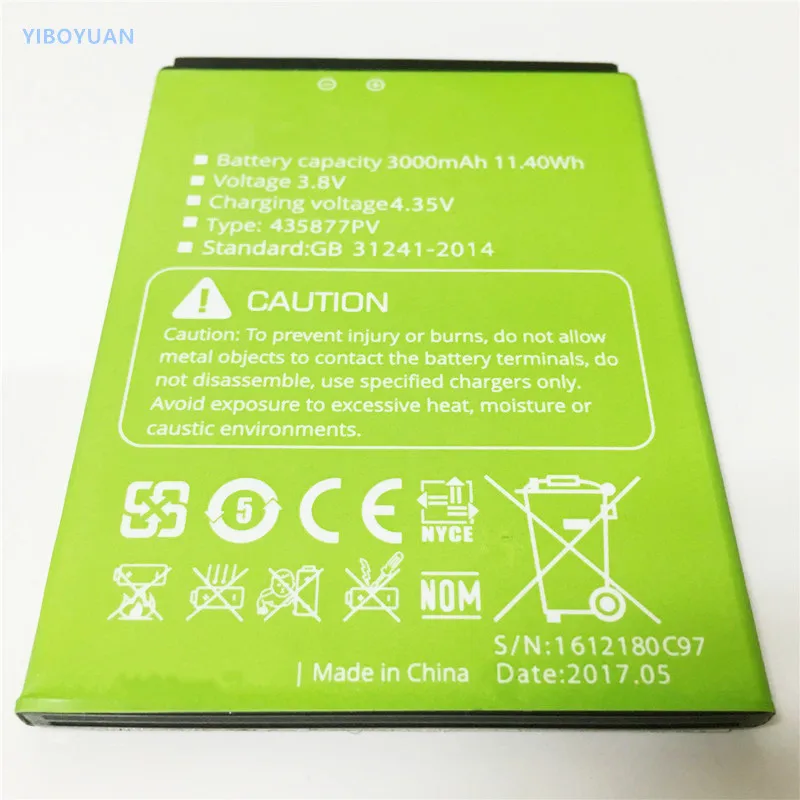 YIBOYUAN
Battery capacity 3000mAh 11.40Wh
Voltage 3.8V
Charging voltage4.35V
Type: 435877PV
Standard:GB 31241-2014
CAUTION
Caution: To prevent injury or burns, do not allow
metal objects to contact the battery terminals, do
not disassemble, use specified chargers only.
Avoid exposure to excessive heat, moisture or
caustic environments.
5
CE
NYCE
NOM
S/N:1612180C97
| Made in China
Date:2017.05